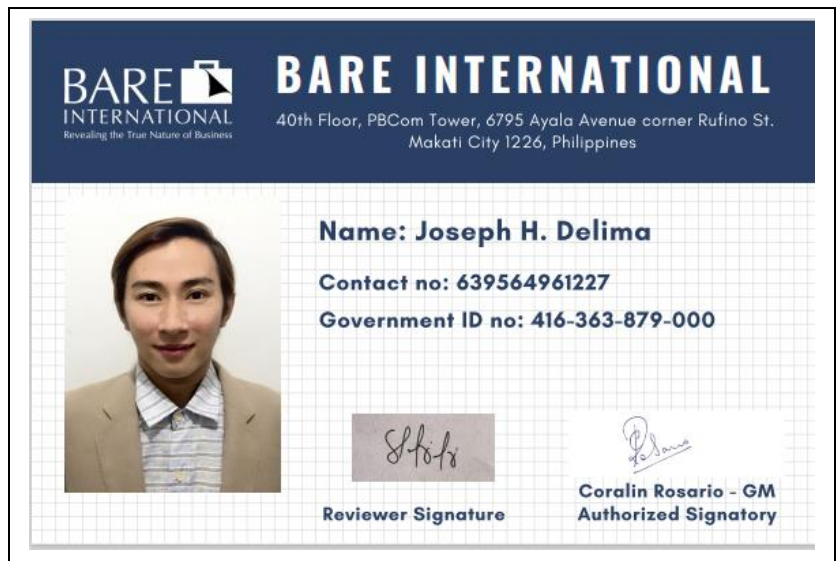 BARE
INTERNATIONAL
Revealing the True Nature of Business
BARE INTERNATIONAL
40th Floor, PBCom Tower, 6795 Ayala Avenue corner Rufino St.
Makati City 1226, Philippines
Name: Joseph H. Delima
Contact no: 639564961227
Government ID no: 416-363-879-000
Reviewer Signature
Coralin Rosario - GM
Authorized Signatory